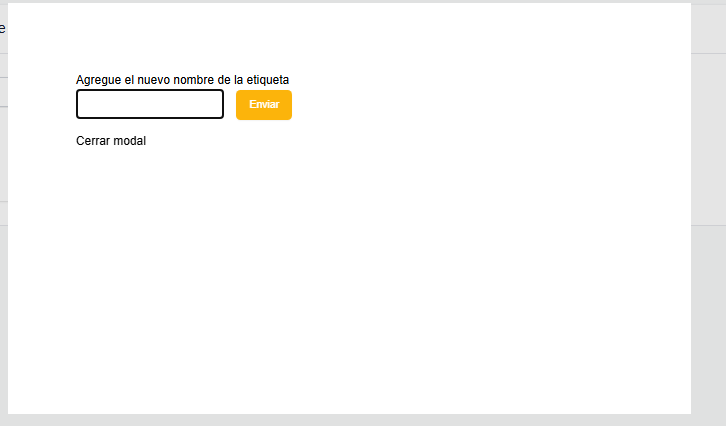 Agregue el nuevo nombre de la etiqueta
Enviar
Cerrar modal